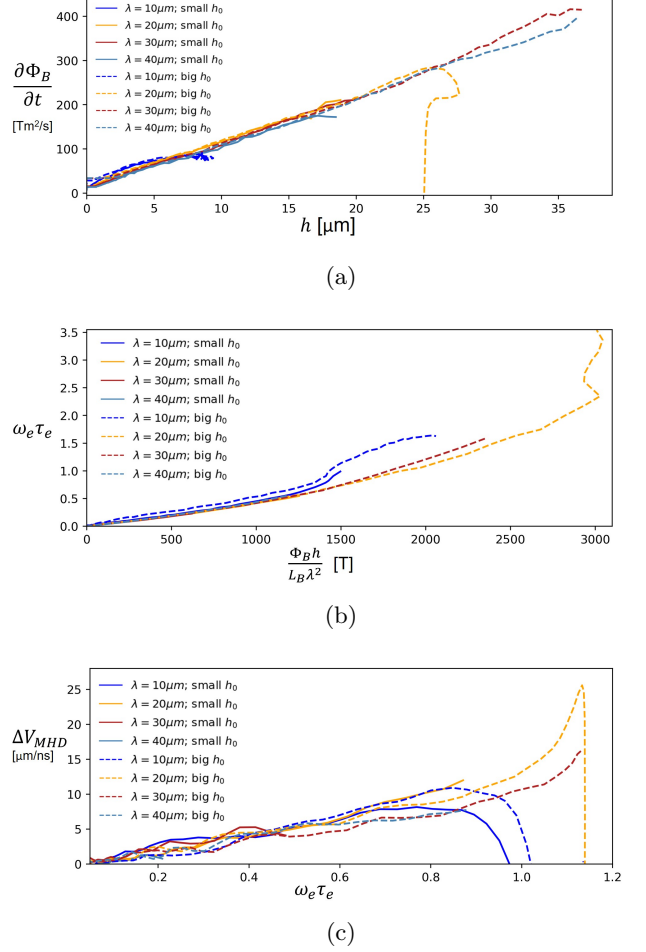 λ = 10μm; small h₀
λ = 20μm; small h₀
λ = 30μm; small h₀
λ = 40μm; small h₀
λ = 10μm; big h₀
λ = 20μm; big h₀
λ = 30μm; big h₀
λ = 40μm; big h₀
400
300
200
100
0
∂Φ_B
∂t
[Tm²/s]
0 5 10 15 20 25 30 35
h [μm]
(a)
λ = 10μm; small h₀
λ = 20μm; small h₀
λ = 30μm; small h₀
λ = 40μm; small h₀
λ = 10μm; big h₀
λ = 20μm; big h₀
λ = 30μm; big h₀
λ = 40μm; big h₀
3.5
3.0
2.5
2.0
1.5
1.0
0.5
0.0
ω_eτ_e
0 500 1000 1500 2000 2500 3000
Φ_Bh
L_Bλ² [T]
(b)
λ = 10μm; small h₀
λ = 20μm; small h₀
λ = 30μm; small h₀
λ = 40μm; small h₀
λ = 10μm; big h₀
λ = 20μm; big h₀
λ = 30μm; big h₀
λ = 40μm; big h₀
25
20
15
10
5
0
ΔV_MHD
[μm/ns]
0.2 0.4 0.6 0.8 1.0 1.2
ω_eτ_e
(c)